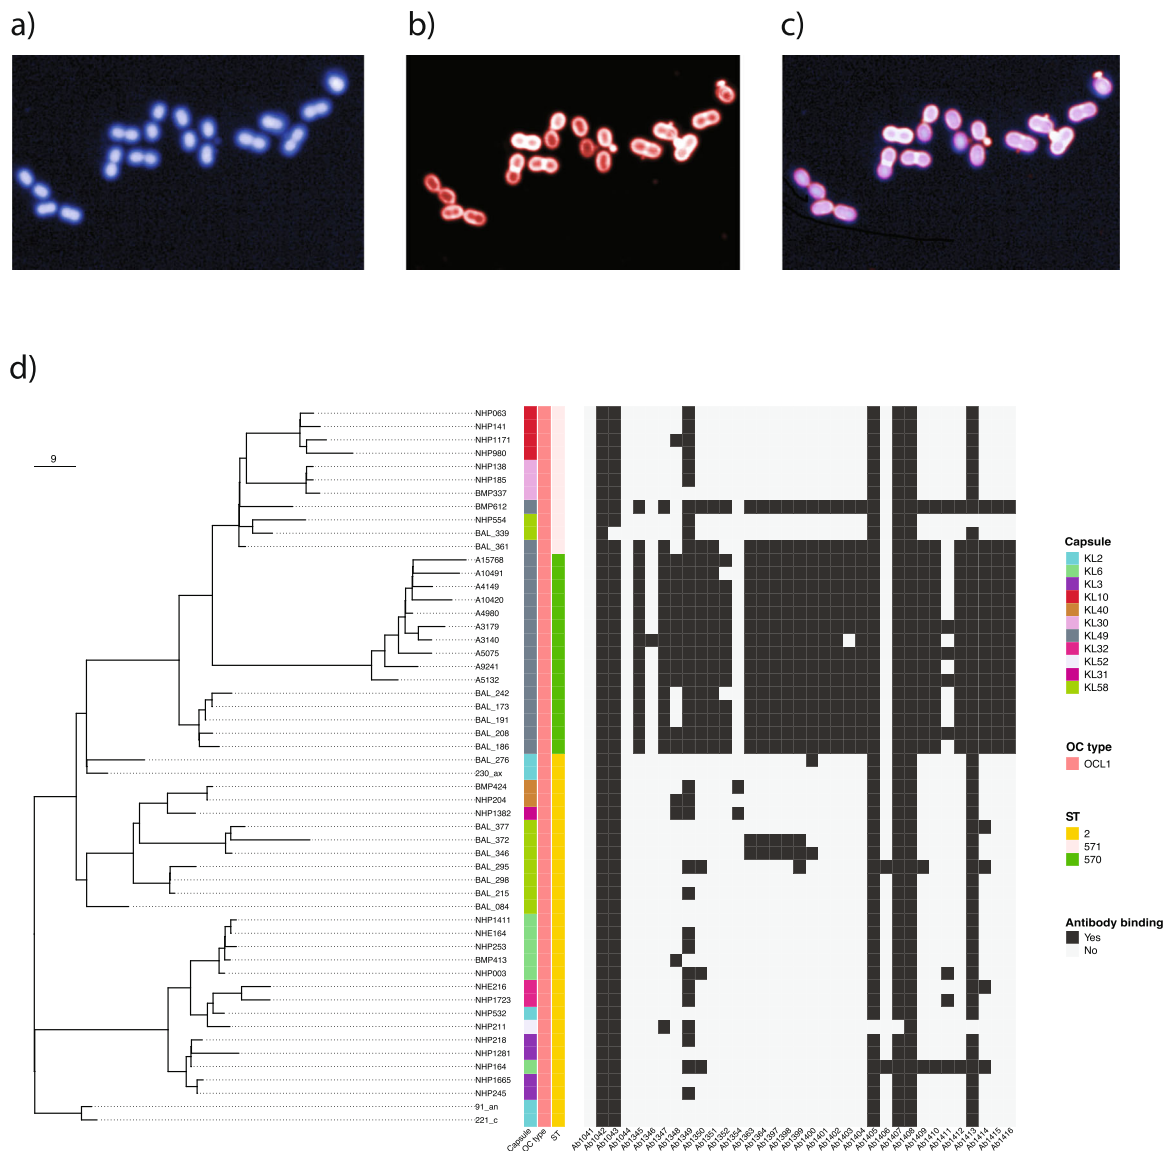 a)
b)
c)
d)
9
NHP063
NHP141
NHP1171
NHP980
NHP138
NHP185
BMP337
BMP612
NHP554
BAL_339
BAL_361
A15768
A10491
A4149
A10420
A4980
A3179
A3140
A5075
A9241
A5132
BAL_242
BAL_173
BAL_191
BAL_208
BAL_186
BAL_276
230_ax
BMP424
NHP204
NHP1382
BAL_377
BAL_372
BAL_346
BAL_295
BAL_298
BAL_215
BAL_084
NHP1411
NHE164
NHP253
BMP413
NHP003
NHE216
NHP1723
NHP532
NHP211
NHP218
NHP1281
NHP164
NHP1665
NHP245
91_an
221_c
Capsule
OC type
ST
Ab1041
Ab1042
Ab1043
Ab1044
Ab1345
Ab1346
Ab1347
Ab1348
Ab1349
Ab1350
Ab1351
Ab1352
Ab1354
Ab1363
Ab1364
Ab1397
Ab1398
Ab1399
Ab1400
Ab1401
Ab1402
Ab1403
Ab1404
Ab1405
Ab1406
Ab1407
Ab1408
Ab1409
Ab1410
Ab1411
Ab1412
Ab1413
Ab1414
Ab1415
Ab1416
Capsule
KL2
KL6
KL3
KL10
KL40
KL30
KL49
KL32
KL52
KL31
KL58
OC type
OCL1
ST
2
571
570
Antibody binding
Yes
No